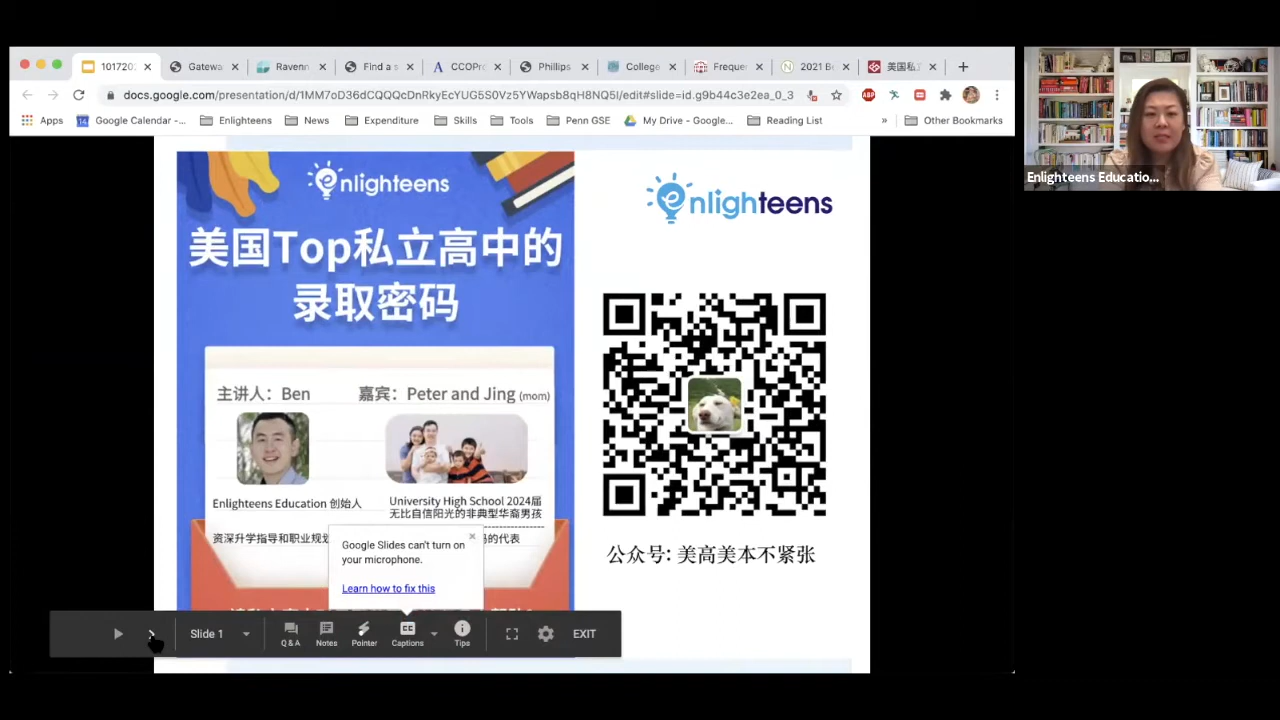 10172
Gatewa
Ravenn
Find a s
Phillips
College
Freque
2021 B
美国私
docs.google.com/presentation/d/
edit#slide=id.g9b44c3e2ea_0_3
Apps
Google Calendar -...
Enlighteens
News
Expenditure
Skills
Tools
Penn GSE
My Drive - Google...
Reading List
»
Other Bookmarks
Enlighteens Educatio...
enlighteens
enlighteens
美国Top私立高中的
录取密码
主讲人：Ben
嘉宾：Peter and Jing (mom)
Enlighteens Education 创始人
University High School 2024届
无比自信阳光的非典型华裔男孩
资深升学指导和职业规
的代表
公众号: 美高美本不紧张
Google Slides can't turn on
your microphone.
Learn how to fix this
Slide 1
Q & A
Notes
Pointer
Captions
Tips
EXIT